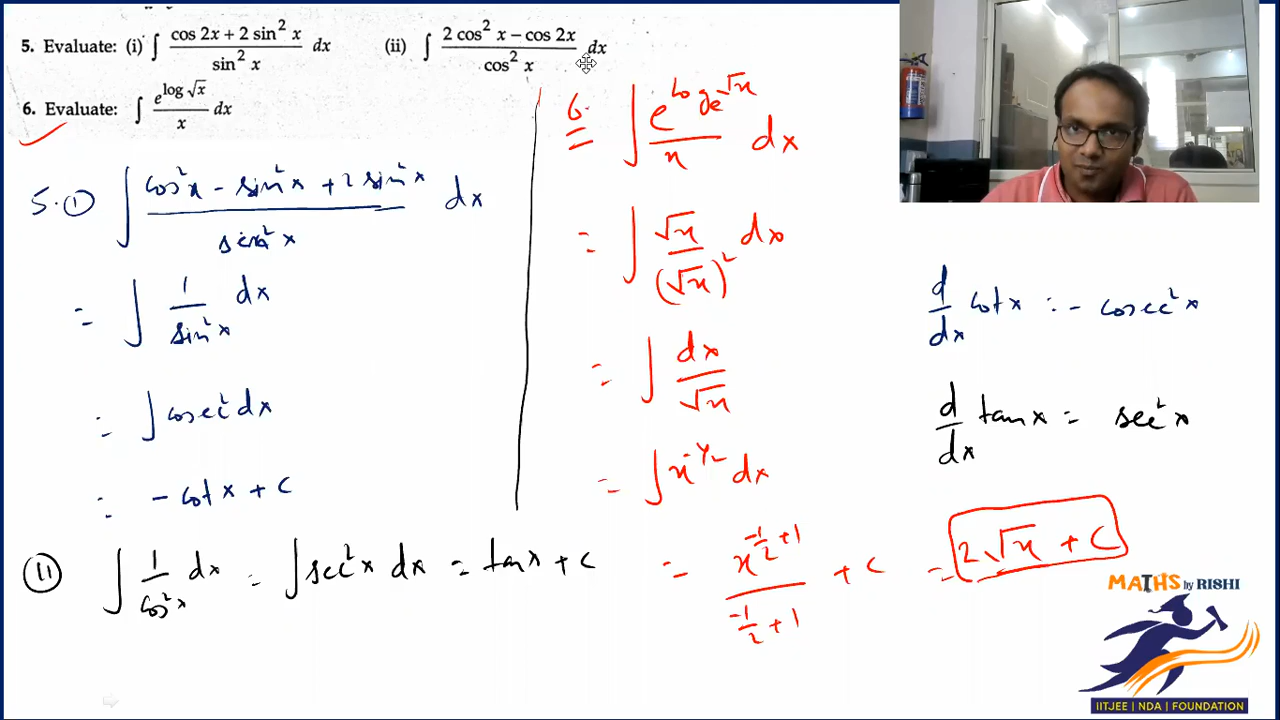 5. Evaluate: (i) ∫ (cos 2x + 2 sin² x)/(sin² x) dx (ii) ∫ (2 cos² x − cos 2x)/(cos² x) dx
6. Evaluate: ∫ e^(log √x)/x dx
5.① ∫ (cos²x - sin²x + 2 sin²x)/(sin²x) dx
= ∫ 1/(sin²x) dx
= ∫ cosec² dx
= - cot x + c
(ii) ∫ 1/(cos²x) dx = ∫ sec²x dx = tan x + c
6. ∫ e^(log_e √x)/x dx
= ∫ √x/(√x)² dx
= ∫ dx/√x
= ∫ x^(-1/2) dx
= x^(-1/2 + 1)/(-1/2 + 1) + c = 2√x + c
d/dx cot x = - cosec²x
d/dx tan x = sec²x
MATHS by RISHI
IITJEE | NDA | FOUNDATION